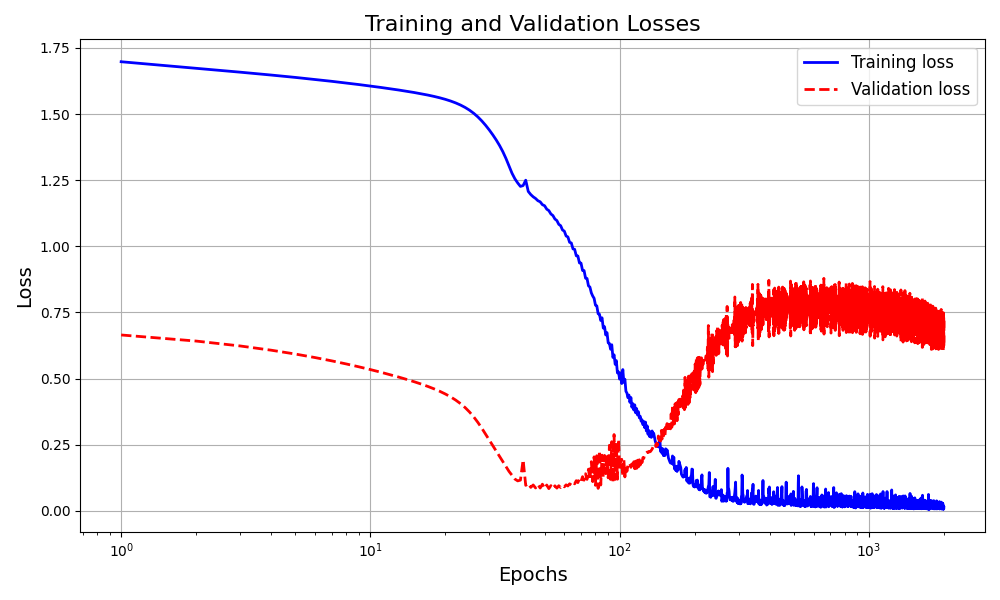 Training and Validation Losses
Training loss
Validation loss
1.75
1.50
1.25
1.00
0.75
0.50
0.25
0.00
Loss
10⁰ 10¹ 10² 10³
Epochs